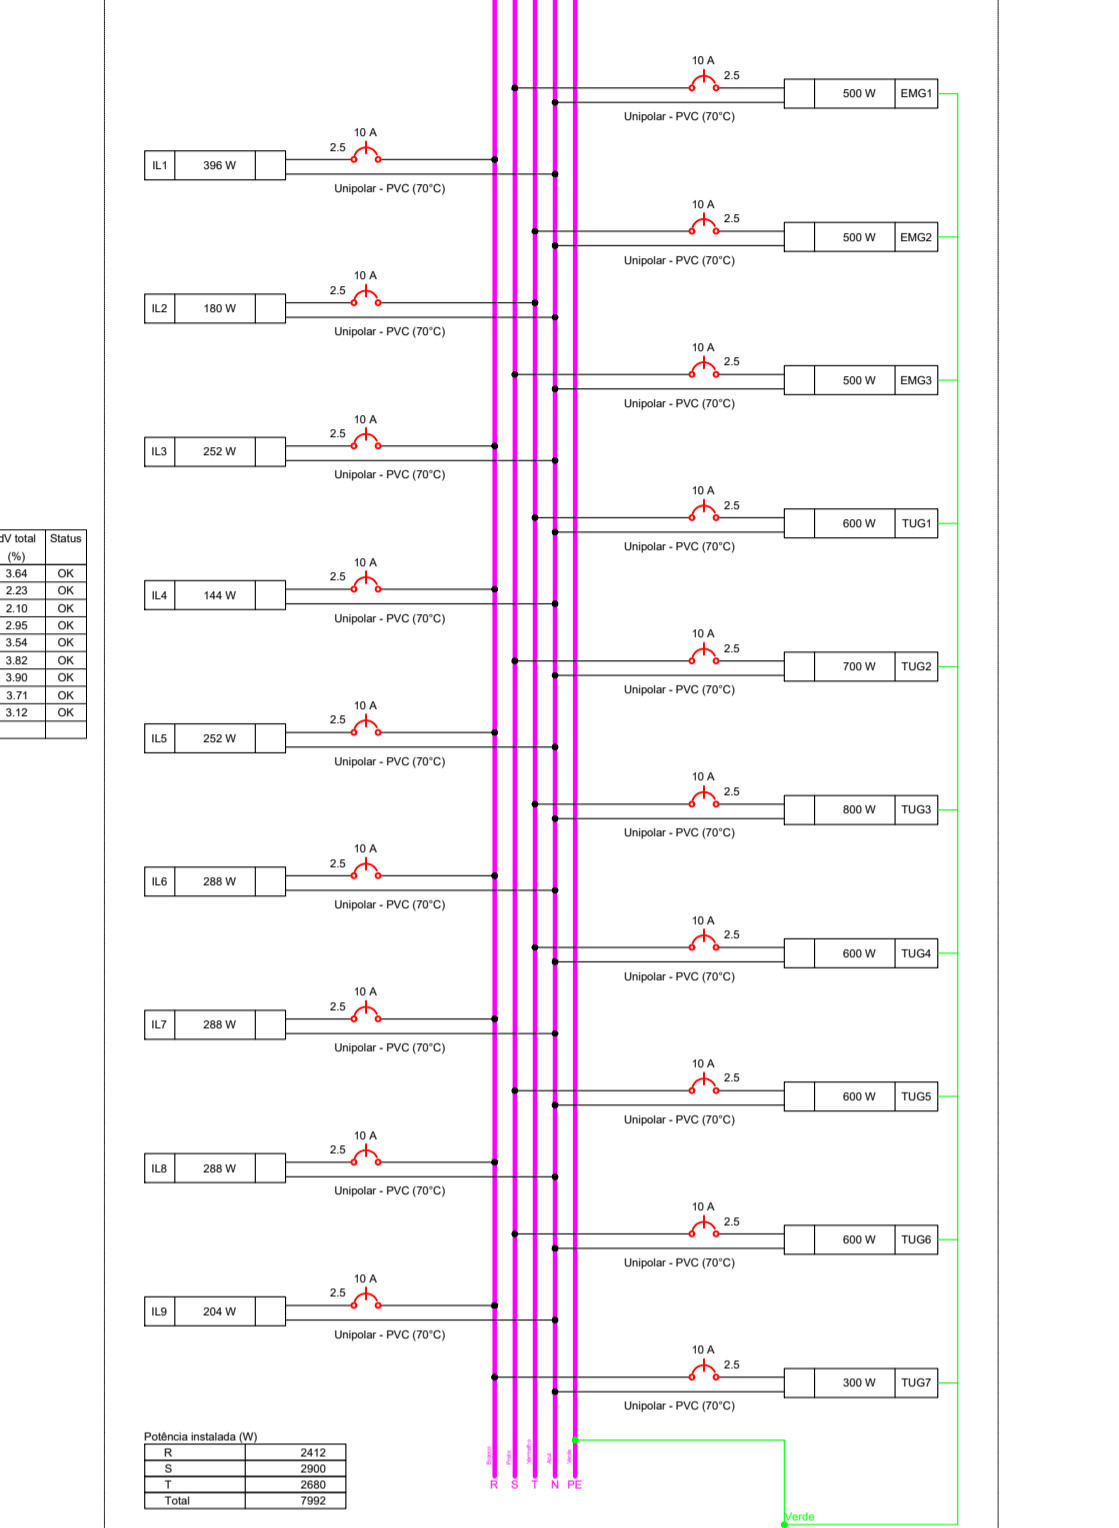 10 A
2.5
500 W EMG1
Unipolar - PVC (70°C)
10 A
2.5
IL1 396 W
Unipolar - PVC (70°C)
10 A
2.5
500 W EMG2
Unipolar - PVC (70°C)
10 A
2.5
IL2 180 W
Unipolar - PVC (70°C)
10 A
2.5
500 W EMG3
Unipolar - PVC (70°C)
10 A
2.5
IL3 252 W
Unipolar - PVC (70°C)
10 A
2.5
600 W TUG1
Unipolar - PVC (70°C)
dV total Status
(%)
3.64 OK
2.23 OK
2.10 OK
2.95 OK
3.54 OK
3.82 OK
3.90 OK
3.71 OK
3.12 OK
10 A
2.5
IL4 144 W
Unipolar - PVC (70°C)
10 A
2.5
700 W TUG2
Unipolar - PVC (70°C)
10 A
2.5
IL5 252 W
Unipolar - PVC (70°C)
10 A
2.5
800 W TUG3
Unipolar - PVC (70°C)
10 A
2.5
IL6 288 W
Unipolar - PVC (70°C)
10 A
2.5
600 W TUG4
Unipolar - PVC (70°C)
10 A
2.5
IL7 288 W
Unipolar - PVC (70°C)
10 A
2.5
600 W TUG5
Unipolar - PVC (70°C)
10 A
2.5
IL8 288 W
Unipolar - PVC (70°C)
10 A
2.5
600 W TUG6
Unipolar - PVC (70°C)
10 A
2.5
IL9 204 W
Unipolar - PVC (70°C)
10 A
2.5
300 W TUG7
Unipolar - PVC (70°C)
Potência instalada (W)
R 2412
S 2900
T 2680
Total 7992
Branco
Preto
Vermelho
Azul
Verde
R S T N PE
Verde